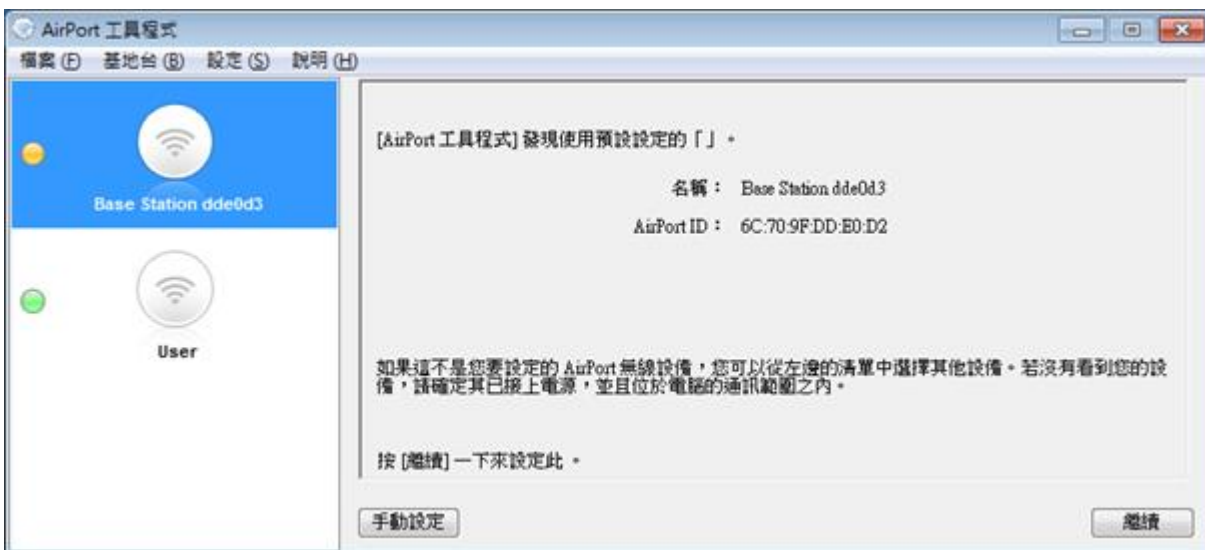 AirPort 工具程式
檔案(F) 基地台(B) 設定(S) 說明(H)
Base Station dde0d3
User
[AirPort 工具程式] 發現使用預設設定的「」。
名稱： Base Station dde0d3
AirPort ID： 6C:70:9F:DD:E0:D2
如果這不是您要設定的 AirPort 無線設備，您可以從左邊的清單中選擇其他設備。若沒有看到您的設
備，請確定其已接上電源，並且位於電腦的通訊範圍之內。
按 [繼續] 一下來設定此 。
手動設定
繼續